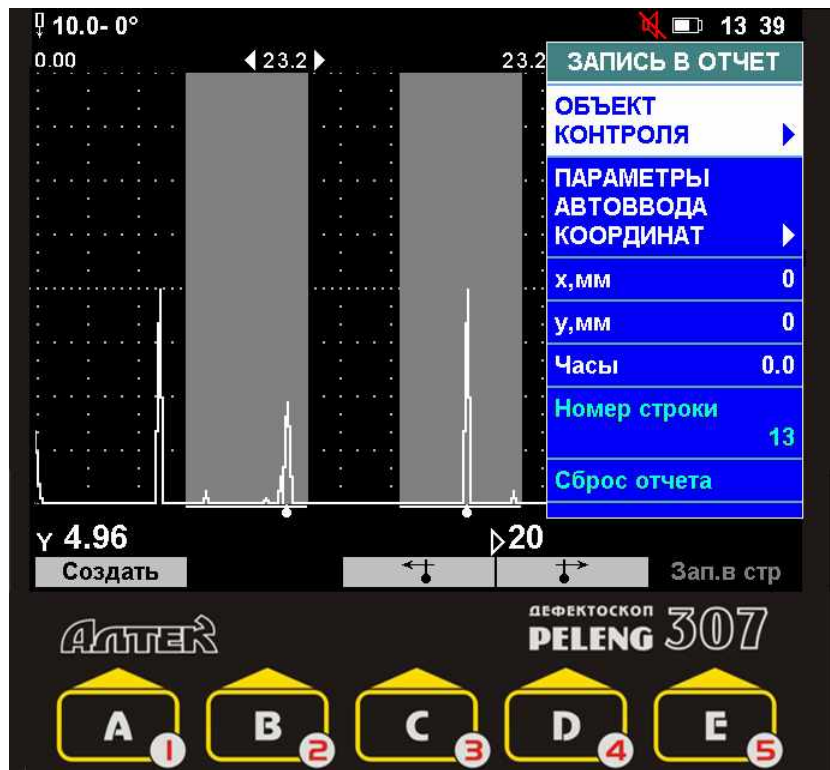 10.0- 0°
13 39
0.00
23.2
23.2
ЗАПИСЬ В ОТЧЕТ
ОБЪЕКТ
КОНТРОЛЯ
ПАРАМЕТРЫ
АВТОВВОДА
КООРДИНАТ
х,мм 0
у,мм 0
Часы 0.0
Номер строки
13
Сброс отчета
Y 4.96
20
Создать
Зап.в стр
АЛТЕК
ДЕФЕКТОСКОП
PELENG 307
A 1
B 2
C 3
D 4
E 5